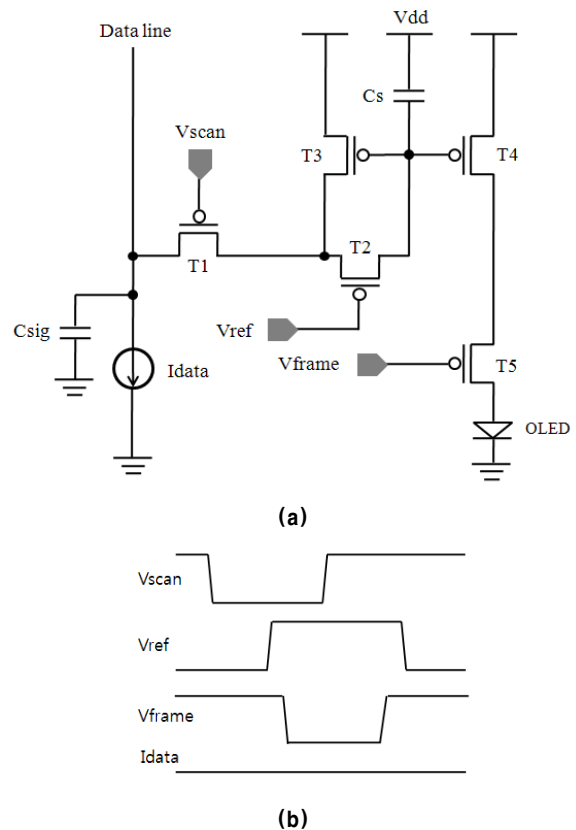 Data line
Vdd
Cs
Vscan
T3
T4
T2
T1
Csig
Idata
Vref
Vframe
T5
OLED
(a)
Vscan
Vref
Vframe
Idata
(b)